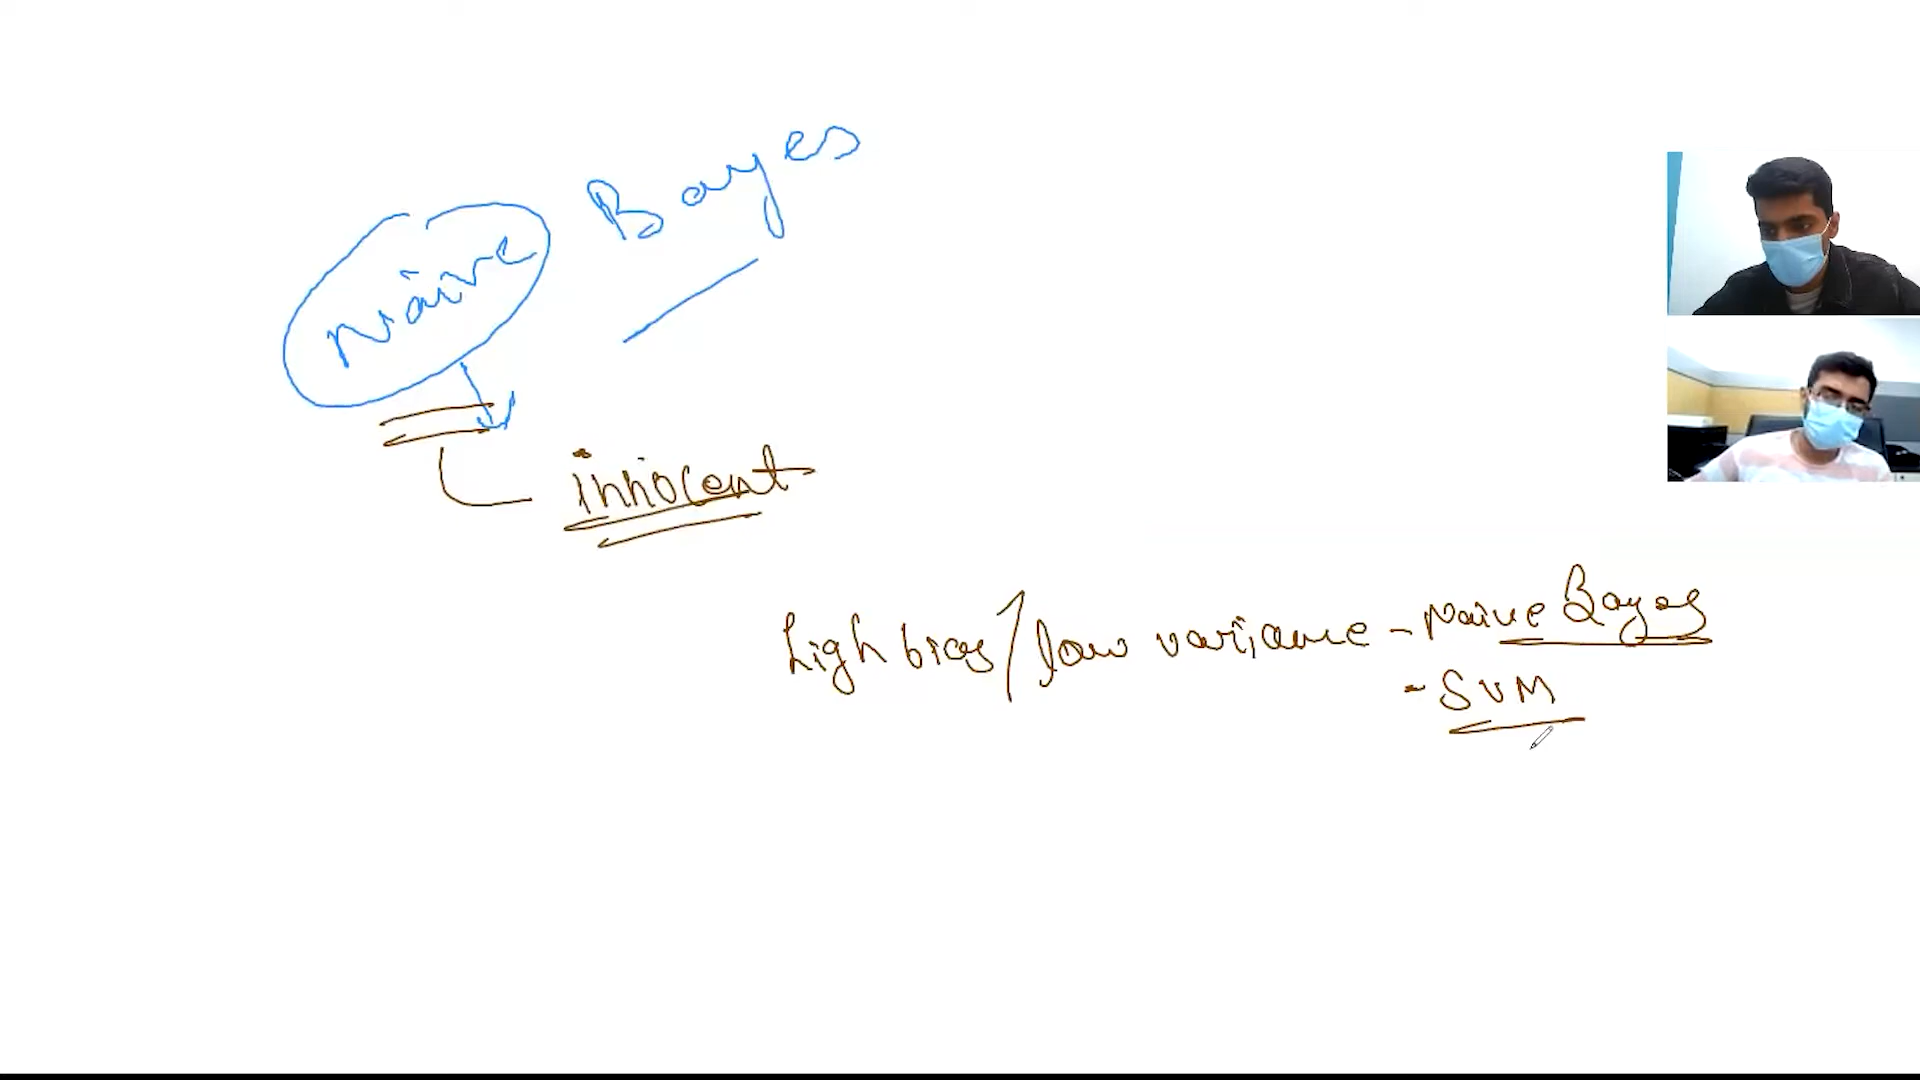 Naive Bayes
innocent
high bias/low variance - Naive Bayes
- SVM